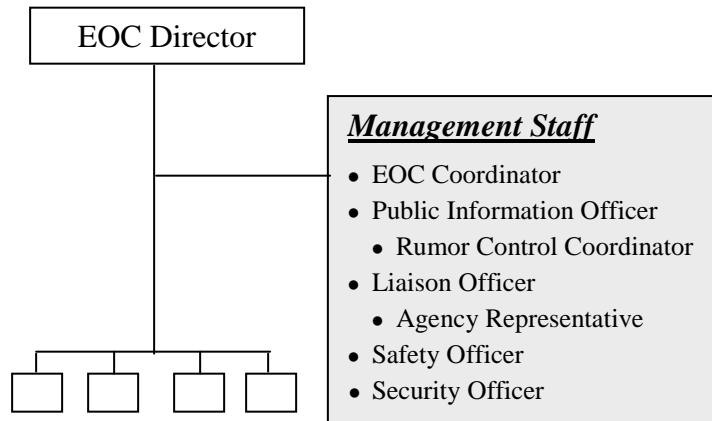 EOC Director
Management Staff
• EOC Coordinator
• Public Information Officer
• Rumor Control Coordinator
• Liaison Officer
• Agency Representative
• Safety Officer
• Security Officer